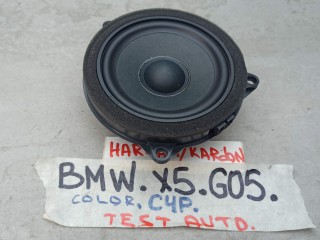 HARMAN/KARDON
BMW. X5. G05.
COLOR. C4P.
TEST AUTO.